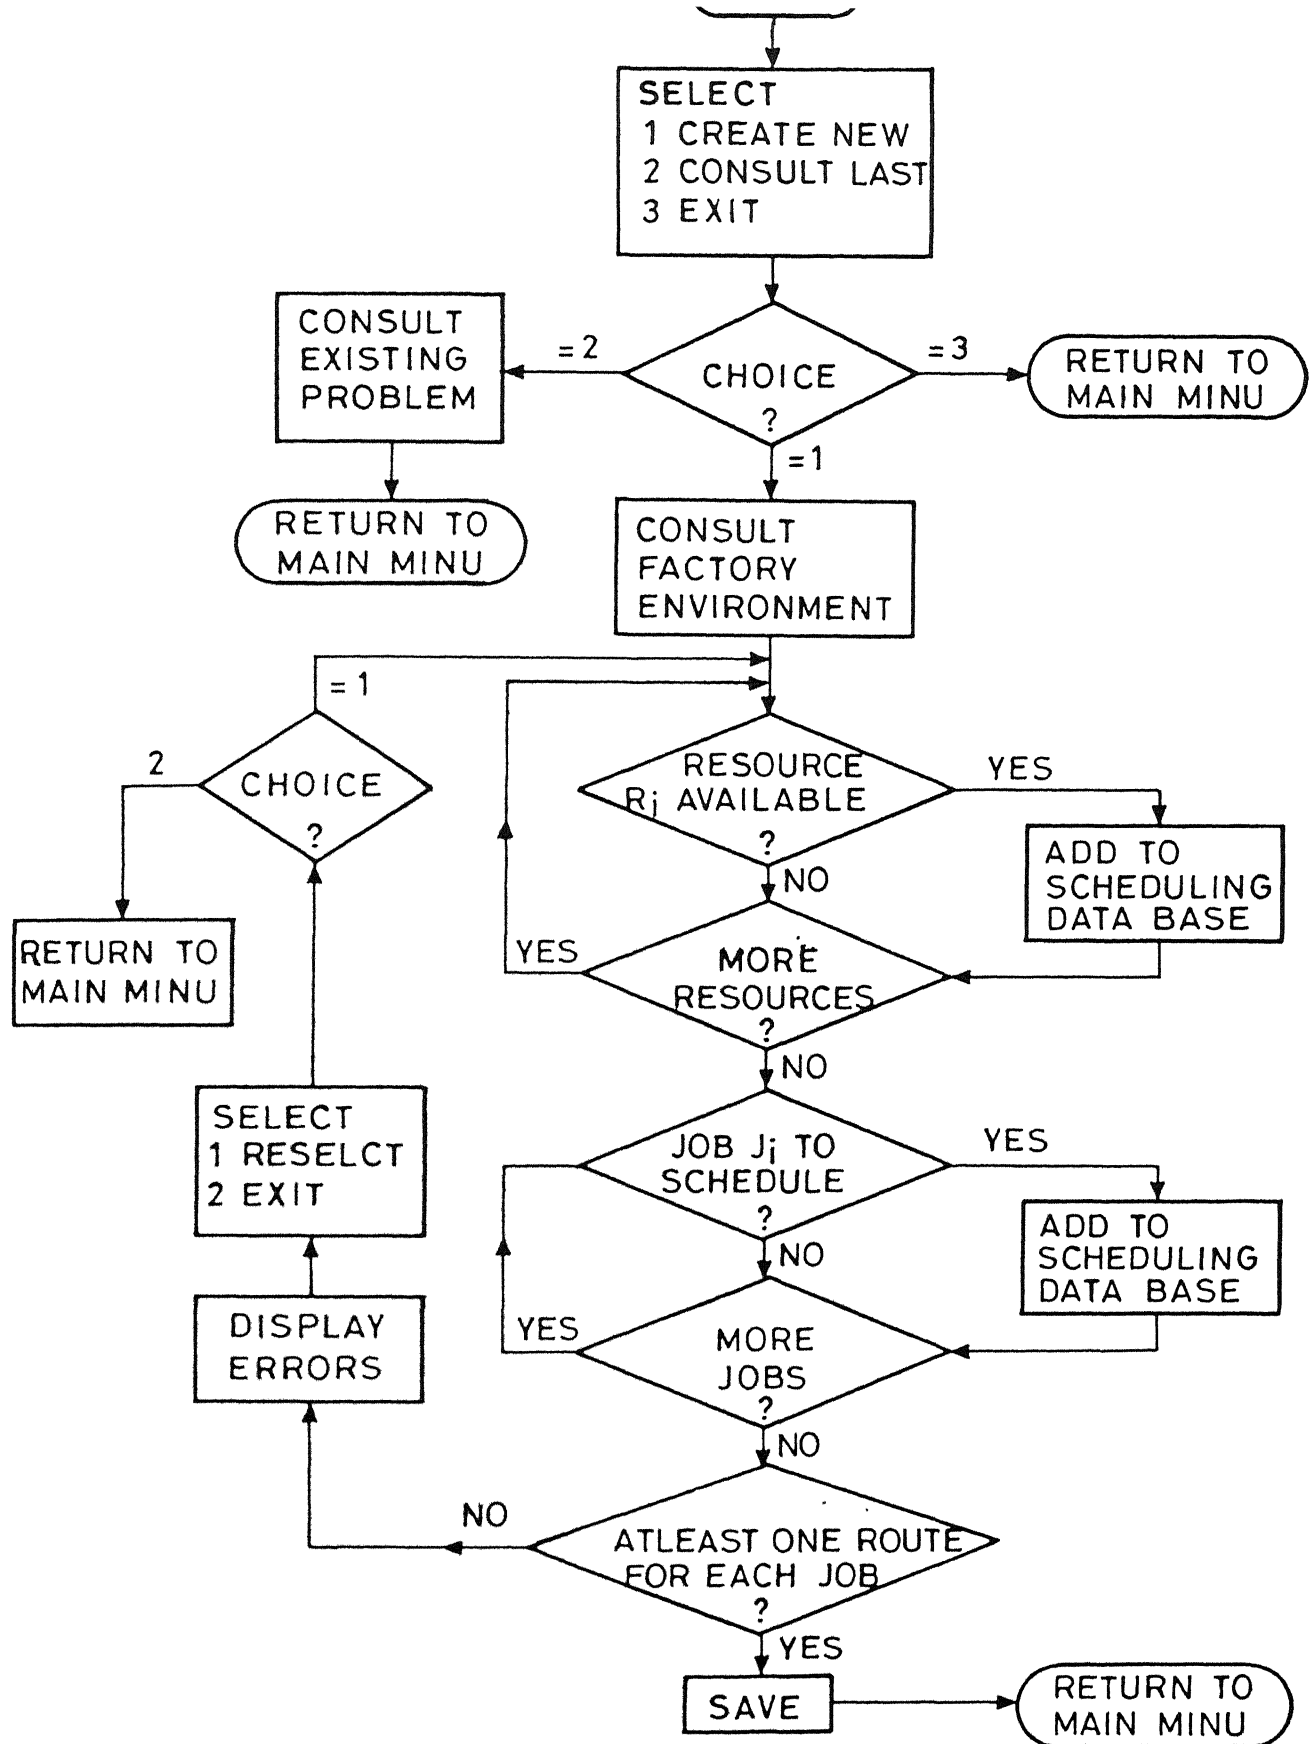 SELECT
1 CREATE NEW
2 CONSULT LAST
3 EXIT
CONSULT
EXISTING
PROBLEM
=2
CHOICE
?
=3
RETURN TO
MAIN MINU
=1
RETURN TO
MAIN MINU
CONSULT
FACTORY
ENVIRONMENT
=1
2
CHOICE
?
RESOURCE
Rj AVAILABLE
?
YES
NO
ADD TO
SCHEDULING
DATA BASE
RETURN TO
MAIN MINU
YES
MORE
RESOURCES
?
NO
SELECT
1 RESELCT
2 EXIT
JOB Ji TO
SCHEDULE
?
YES
NO
ADD TO
SCHEDULING
DATA BASE
DISPLAY
ERRORS
YES
MORE
JOBS
?
NO
NO
ATLEAST ONE ROUTE
FOR EACH JOB
?
YES
SAVE
RETURN TO
MAIN MINU